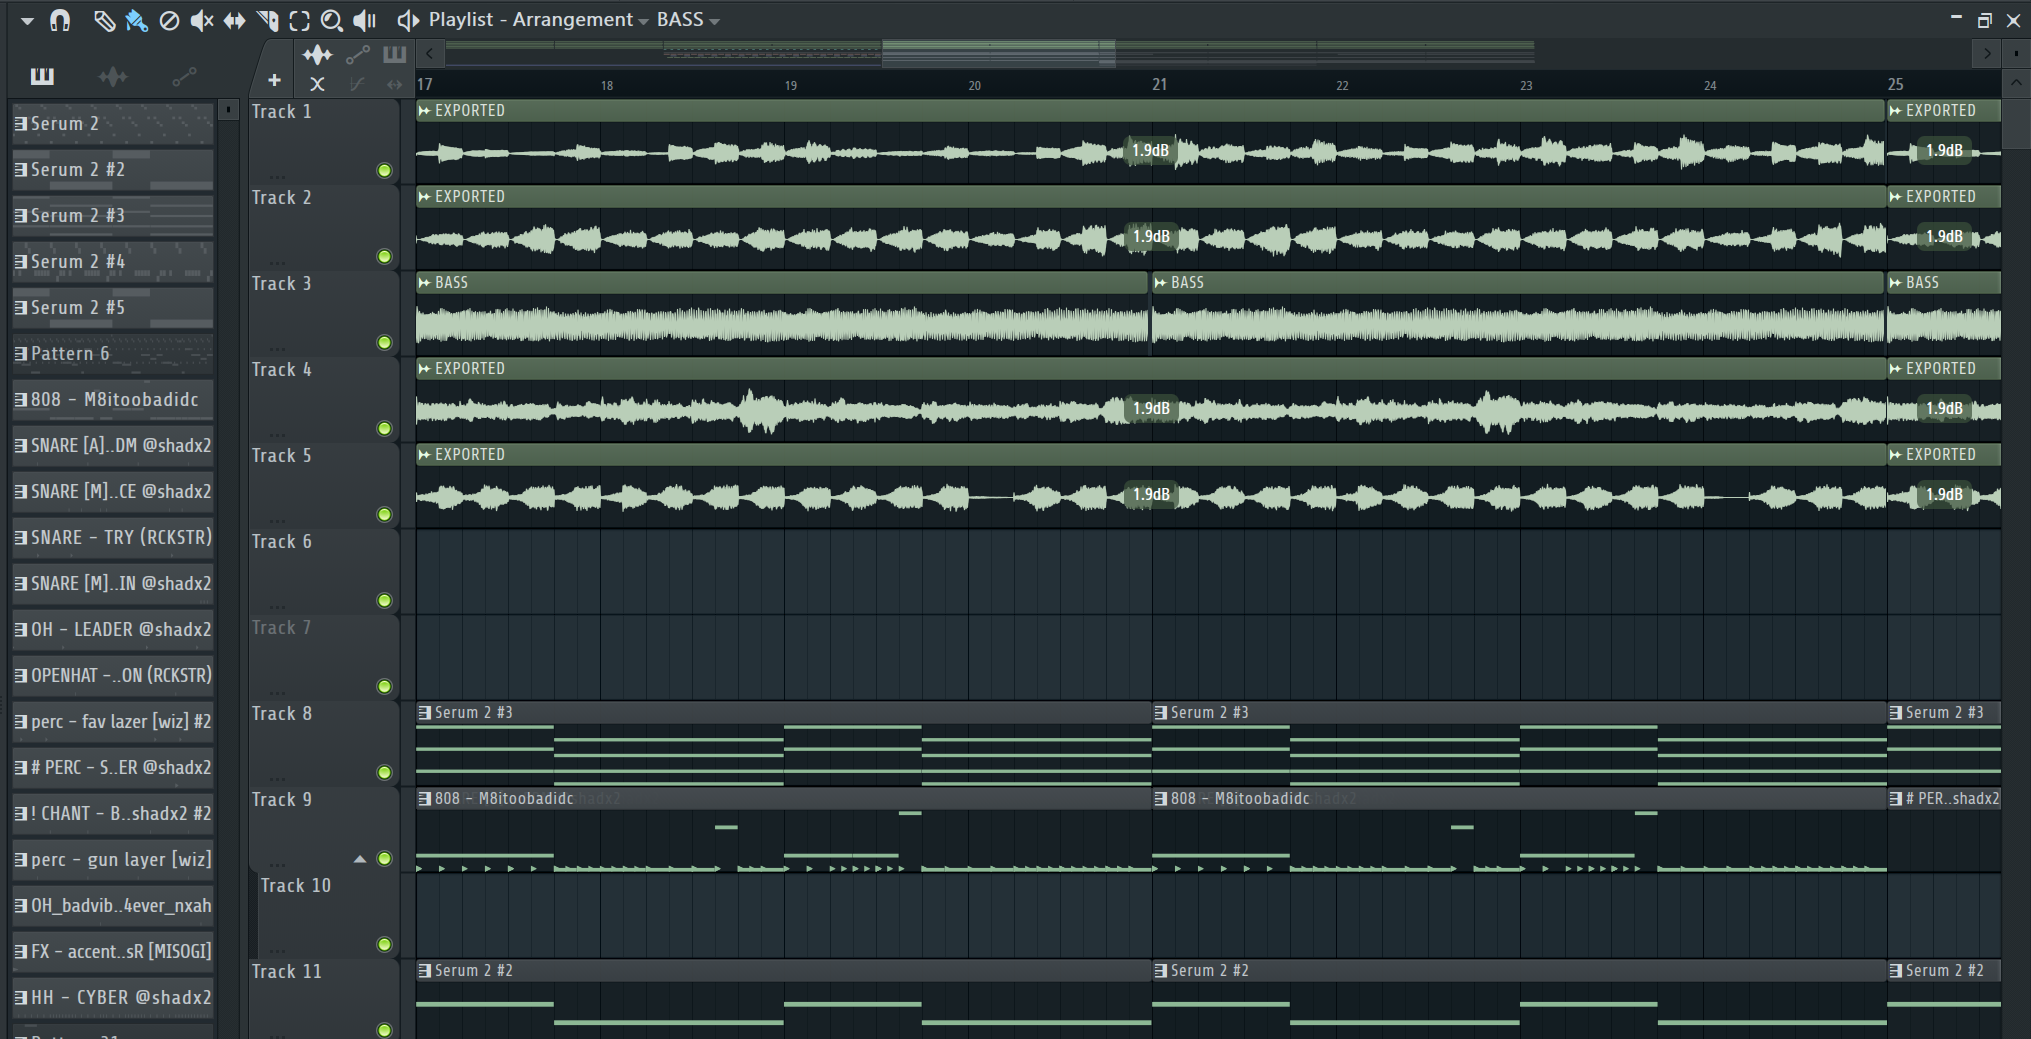 Playlist - Arrangement BASS
17 18 19 20 21 22 23 24 25
Serum 2
Serum 2 #2
Serum 2 #3
Serum 2 #4
Serum 2 #5
Pattern 6
808 - M8itoobadidc
SNARE [A]..DM @shadx2
SNARE [M]..CE @shadx2
SNARE - TRY (RCKSTR)
SNARE [M]..IN @shadx2
OH - LEADER @shadx2
OPENHAT -..ON (RCKSTR)
perc - fav lazer [wiz] #2
# PERC - S..ER @shadx2
! CHANT - B..shadx2 #2
perc - gun layer [wiz]
OH_badvib..4ever_nxah
FX - accent..sR [MISOGI]
HH - CYBER @shadx2
Track 1
EXPORTED EXPORTED
1.9dB 1.9dB
Track 2
EXPORTED EXPORTED
1.9dB 1.9dB
Track 3
BASS BASS BASS
Track 4
EXPORTED EXPORTED
1.9dB 1.9dB
Track 5
EXPORTED EXPORTED
1.9dB 1.9dB
Track 6
Track 7
Track 8
Serum 2 #3 Serum 2 #3 Serum 2 #3
Track 9
808 - M8itoobadidc 808 - M8itoobadidc # PER..shadx2
Track 10
Track 11
Serum 2 #2 Serum 2 #2 Serum 2 #2